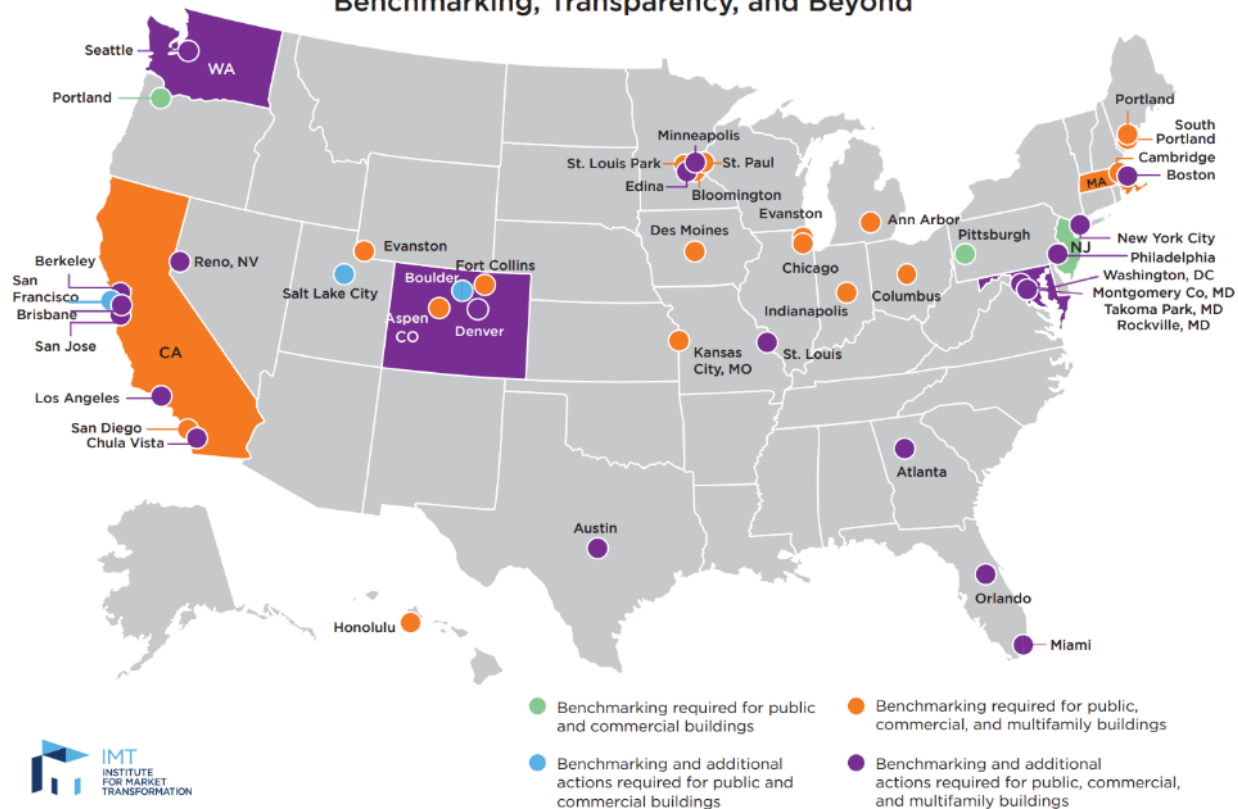 Benchmarking, Transparency, and Beyond
Seattle
WA
Portland
Portland
South
Portland
Cambridge
MA
Boston
Minneapolis
St. Louis Park
St. Paul
Edina
Bloomington
Evanston
Ann Arbor
Des Moines
Chicago
Pittsburgh
NJ
New York City
Philadelphia
Washington, DC
Montgomery Co, MD
Takoma Park, MD
Rockville, MD
Evanston
Fort Collins
Boulder
Salt Lake City
Aspen
CO
Denver
Reno, NV
Berkeley
San
Francisco
Brisbane
San Jose
CA
Indianapolis
Columbus
Kansas
City, MO
St. Louis
Los Angeles
San Diego
Chula Vista
Atlanta
Austin
Orlando
Honolulu
Miami
Benchmarking required for public
and commercial buildings
Benchmarking required for public,
commercial, and multifamily buildings
Benchmarking and additional
actions required for public and
commercial buildings
Benchmarking and additional
actions required for public, commercial,
and multifamily buildings
IMT
INSTITUTE
FOR MARKET
TRANSFORMATION